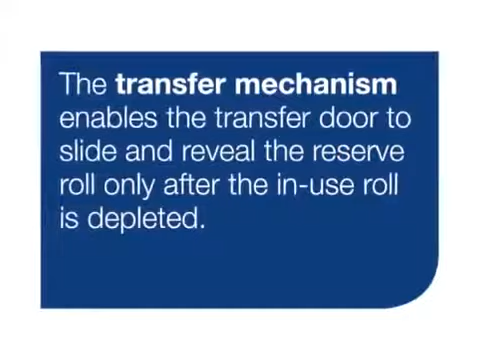 The transfer mechanism
enables the transfer door to
slide and reveal the reserve
roll only after the in-use roll
is depleted.